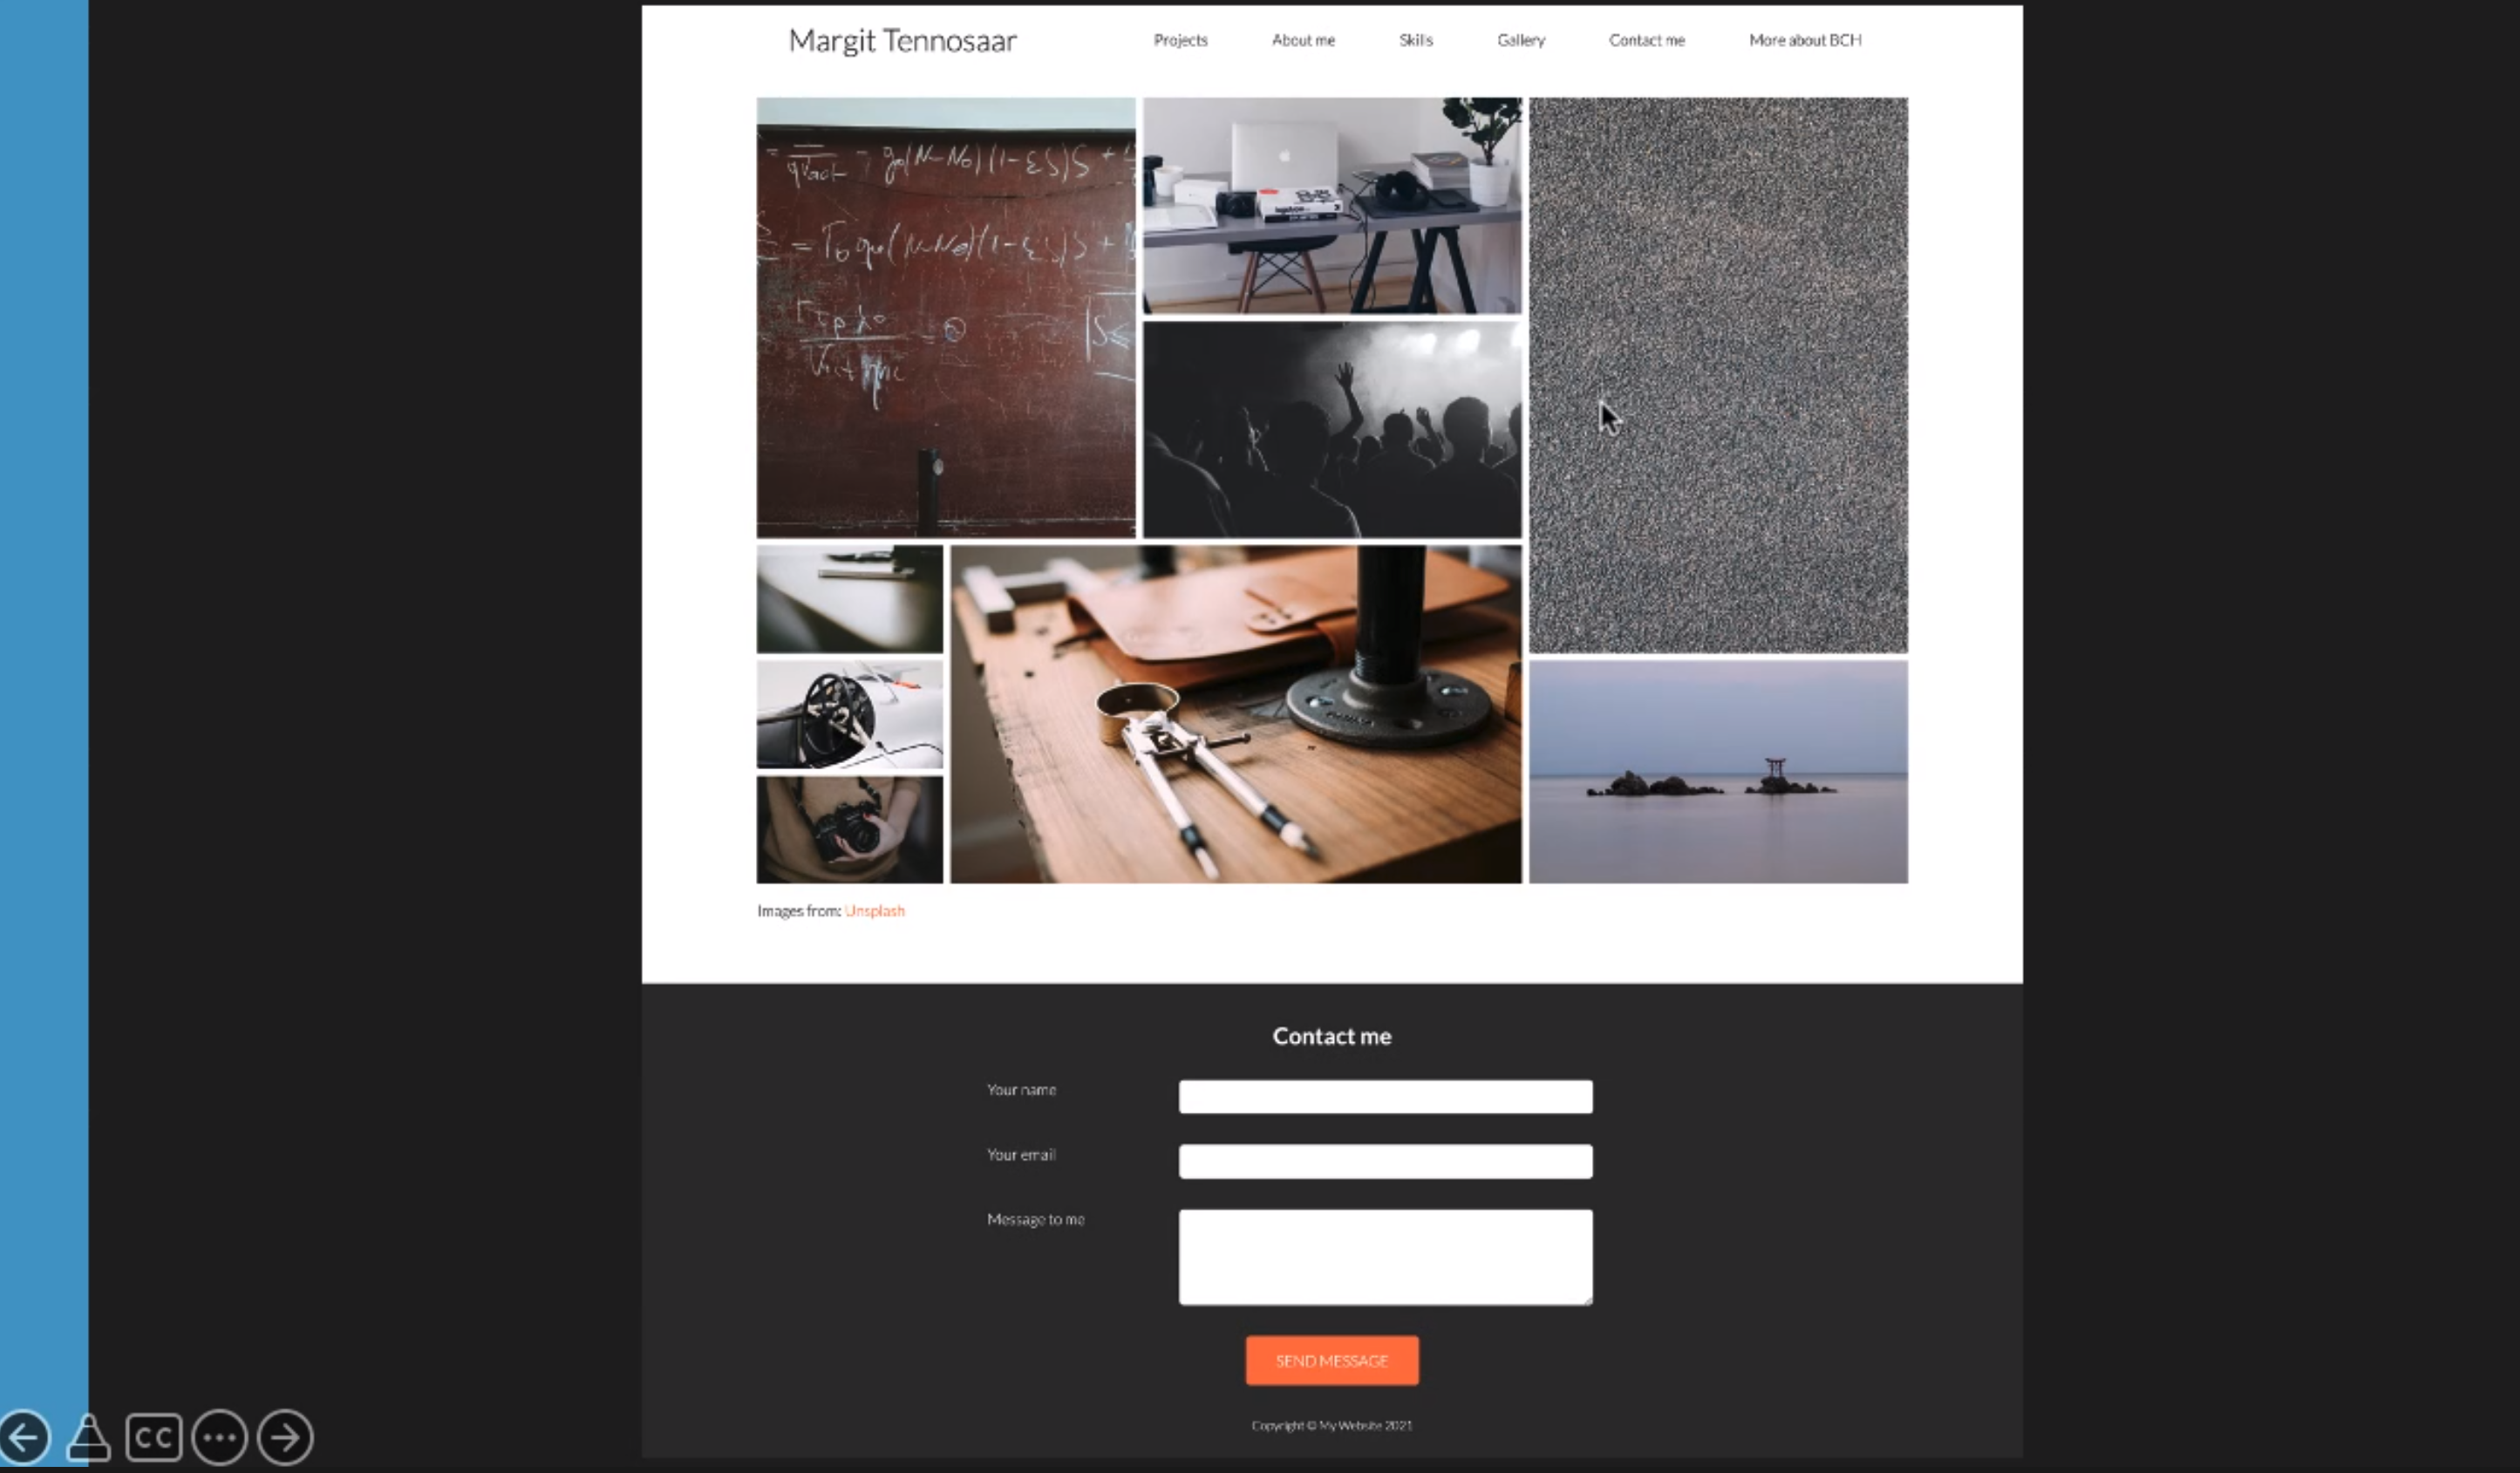 Margit Tennosaar
Projects About me Skills Gallery Contact me More about BCH
Images from: Unsplash
Contact me
Your name
Your email
Message to me
SEND MESSAGE
Copyright © My Website 2021
CC